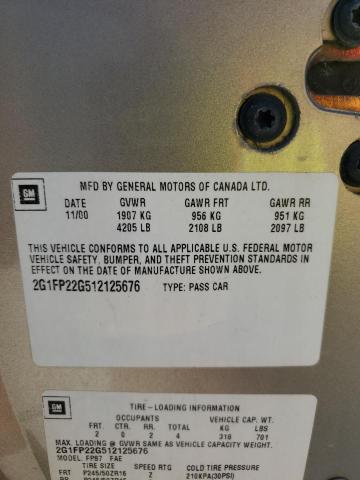 GM
MFD BY GENERAL MOTORS OF CANADA LTD.
DATE GVWR GAWR FRT GAWR RR
11/00 1907 KG 956 KG 951 KG
4205 LB 2108 LB 2097 LB
THIS VEHICLE CONFORMS TO ALL APPLICABLE U.S. FEDERAL MOTOR
VEHICLE SAFETY, BUMPER, AND THEFT PREVENTION STANDARDS
IN EFFECT ON THE DATE OF MANUFACTURE SHOWN ABOVE.
2G1FP22G512125676 TYPE: PASS CAR
GM
TIRE-LOADING INFORMATION
OCCUPANTS VEHICLE CAP. WT.
FRT CTR RR TOTAL KG LBS
2 0 2 4 318 701
MAX. LOADING @ GVWR SAME AS VEHICLE CAPACITY WEIGHT.
2G1FP22G512125676
MODEL: FP87 FAE
TIRE SIZE SPEED RTG COLD TIRE PRESSURE
FRT P245/50ZR16 Z 210KPA(30PSI)